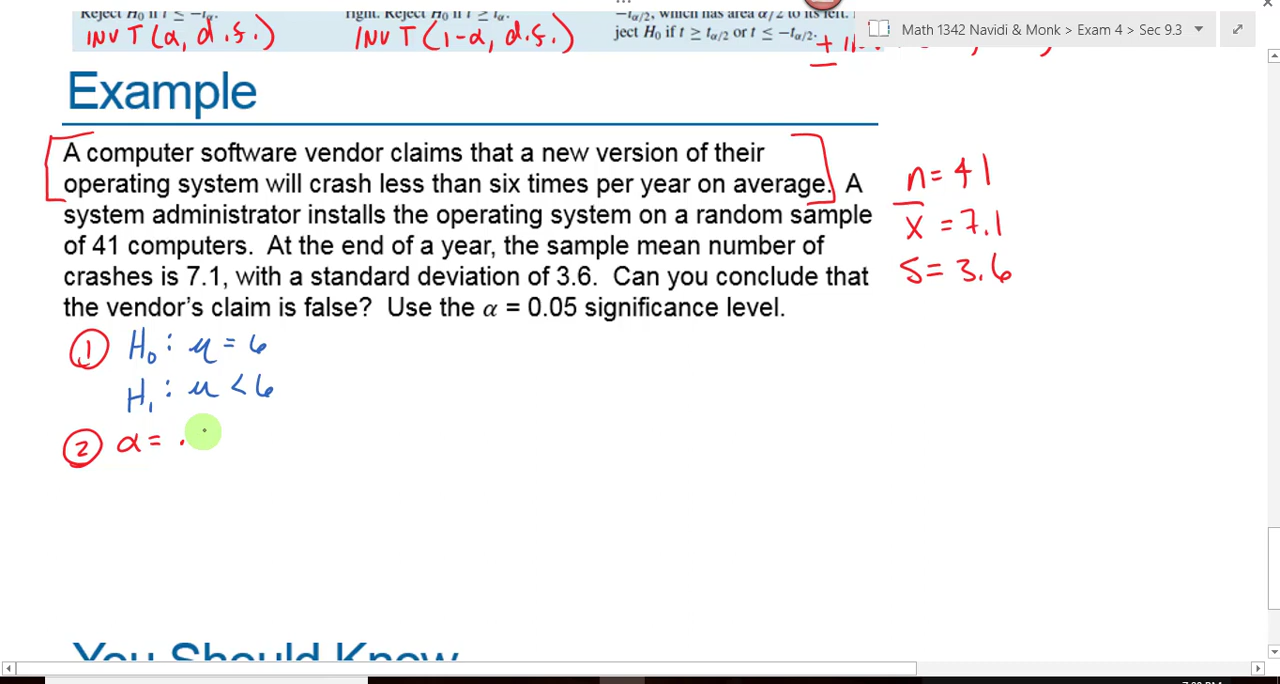 Reject H₀ if t ≤ −tα.
right. Reject H₀ if t ≥ tα.
−tα/2, which has area α/2 to its left.
ject H₀ if t ≥ tα/2 or t ≤ −tα/2.
INV T (α, d.f.)
INV T (1-α, d.f.)
±
Math 1342 Navidi & Monk > Exam 4 > Sec 9.3
Example
A computer software vendor claims that a new version of their
operating system will crash less than six times per year on average. A
system administrator installs the operating system on a random sample
of 41 computers. At the end of a year, the sample mean number of
crashes is 7.1, with a standard deviation of 3.6. Can you conclude that
the vendor's claim is false? Use the α = 0.05 significance level.
n = 41
x̄ = 7.1
s = 3.6
① H₀ : μ = 6
H₁ : μ < 6
② α = .
You Should Know